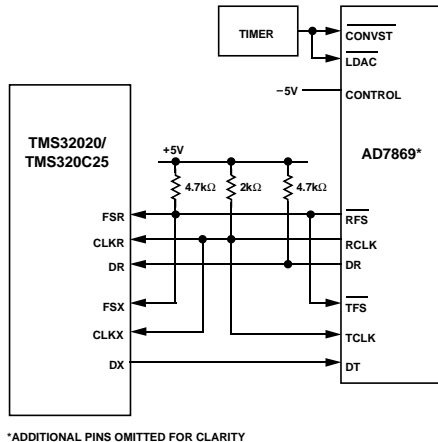 TIMER
CONVST
LDAC
−5V
CONTROL
TMS32020/
TMS320C25
+5V
AD7869*
4.7kΩ
2kΩ
4.7kΩ
FSR
RFS
CLKR
RCLK
DR
DR
FSX
TFS
CLKX
TCLK
DX
DT
*ADDITIONAL PINS OMITTED FOR CLARITY